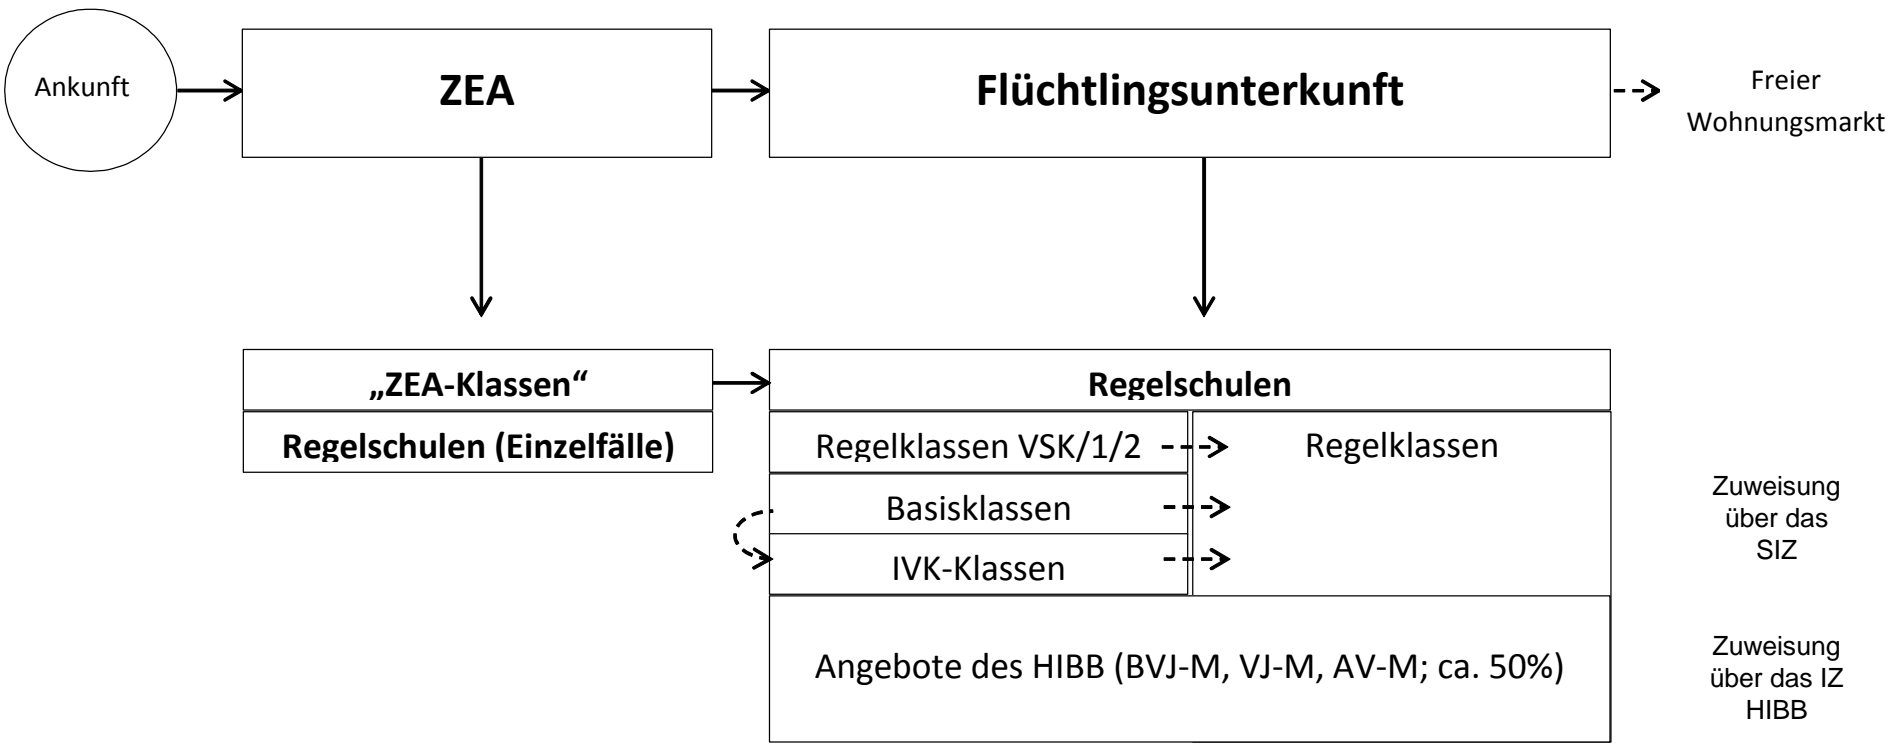 Ankunft
ZEA
Flüchtlingsunterkunft
Freier
Wohnungsmarkt
„ZEA-Klassen“
Regelschulen
Regelschulen (Einzelfälle)
Regelklassen VSK/1/2
Regelklassen
Basisklassen
IVK-Klassen
Zuweisung
über das
SIZ
Angebote des HIBB (BVJ-M, VJ-M, AV-M; ca. 50%)
Zuweisung
über das IZ
HIBB